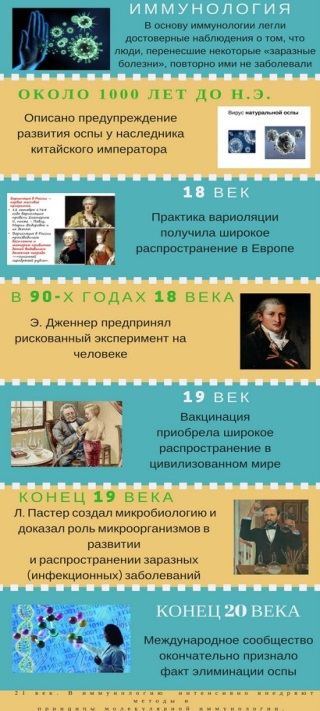 ИММУНОЛОГИЯ
В основу иммунологии легли
достоверные наблюдения о том, что
люди, перенесшие некоторые «заразные
болезни», повторно ими не заболевали
ОКОЛО 1000 ЛЕТ ДО Н.Э.
Описано предупреждение
развития оспы у наследника
китайского императора
Вирус натуральной оспы
18 ВЕК
Практика вариоляции
получила широкое
распространение в Европе
В 90-Х ГОДАХ 18 ВЕКА
Э. Дженнер предпринял
рискованный эксперимент на
человеке
19 ВЕК
Вакцинация
приобрела широкое
распространение в
цивилизованном мире
КОНЕЦ 19 ВЕКА
Л. Пастер создал микробиологию и
доказал роль микроорганизмов в
развитии
и распространении заразных
(инфекционных) заболеваний
КОНЕЦ 20 ВЕКА
Международное сообщество
окончательно признало
факт элиминации оспы
21 век. В иммунологию интенсивно внедряют
методы и
принципы молекулярной иммунологии.